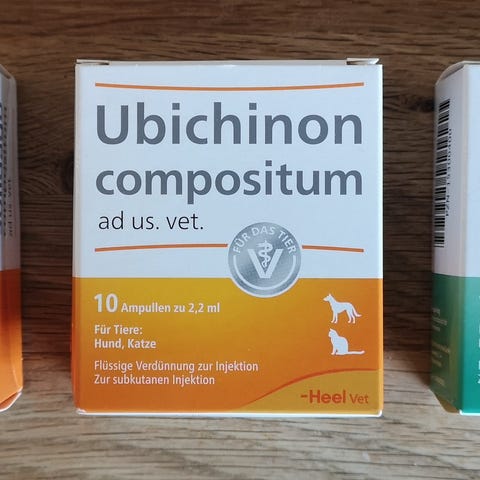 Ubichinon
compositum
ad us. vet.
FÜR DAS TIER
V
10 Ampullen zu 2,2 ml
Für Tiere:
Hund, Katze
Flüssige Verdünnung zur Injektion
Zur subkutanen Injektion
-Heel Vet